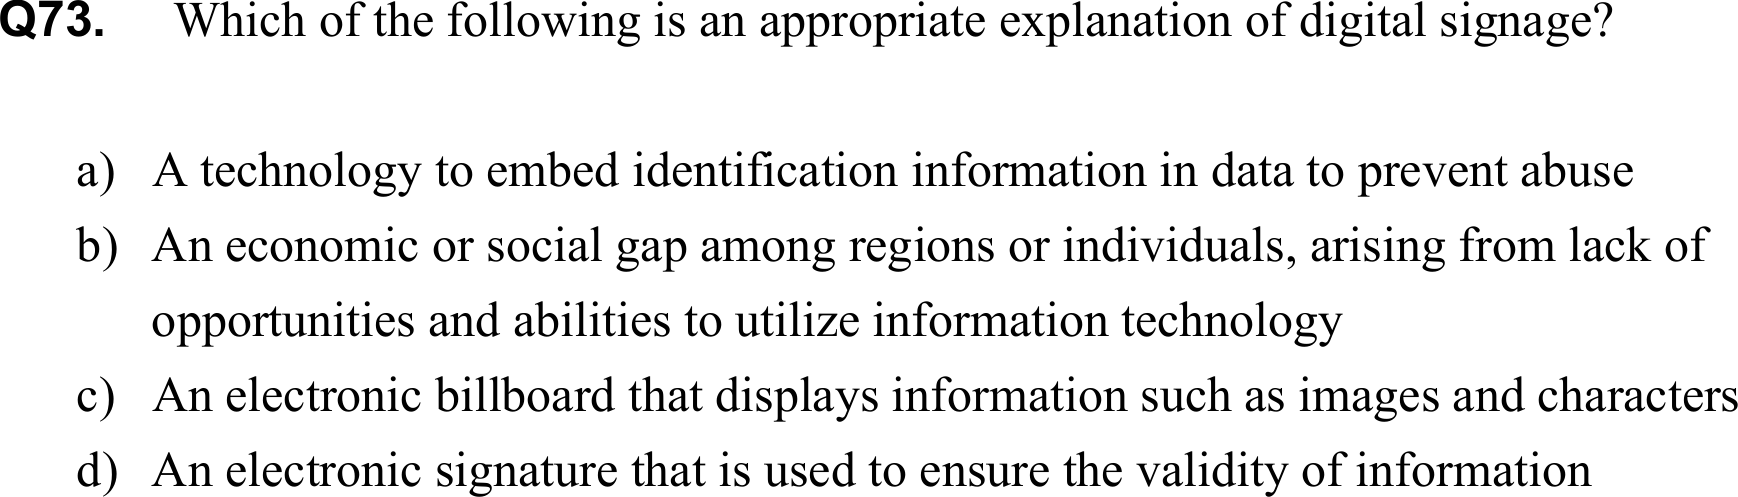 Q73. Which of the following is an appropriate explanation of digital signage?
a) A technology to embed identification information in data to prevent abuse
b) An economic or social gap among regions or individuals, arising from lack of
opportunities and abilities to utilize information technology
c) An electronic billboard that displays information such as images and characters
d) An electronic signature that is used to ensure the validity of information